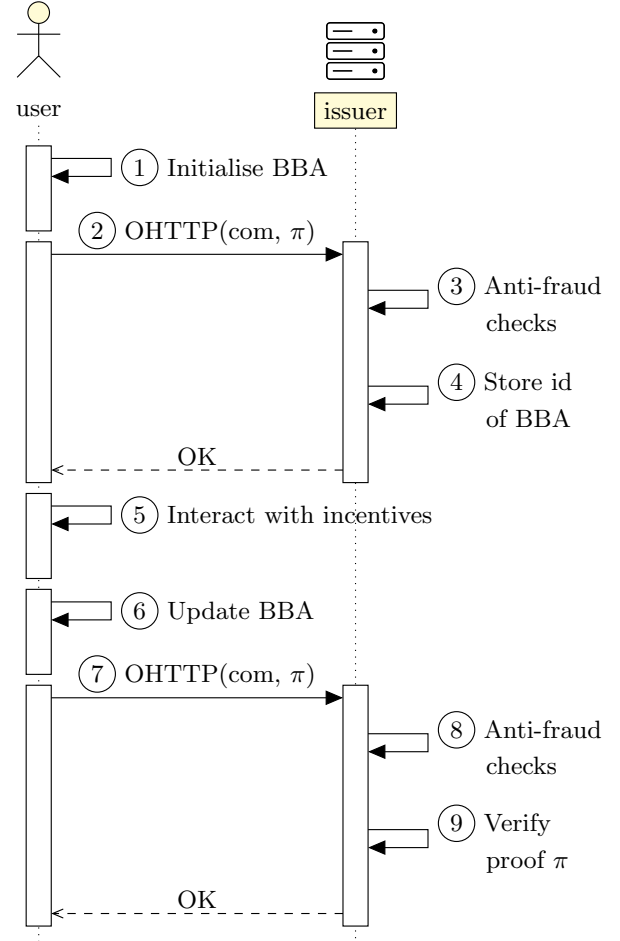 user
issuer
1 Initialise BBA
2 OHTTP(com, π)
3 Anti-fraud
checks
4 Store id
of BBA
OK
5 Interact with incentives
6 Update BBA
7 OHTTP(com, π)
8 Anti-fraud
checks
9 Verify
proof π
OK